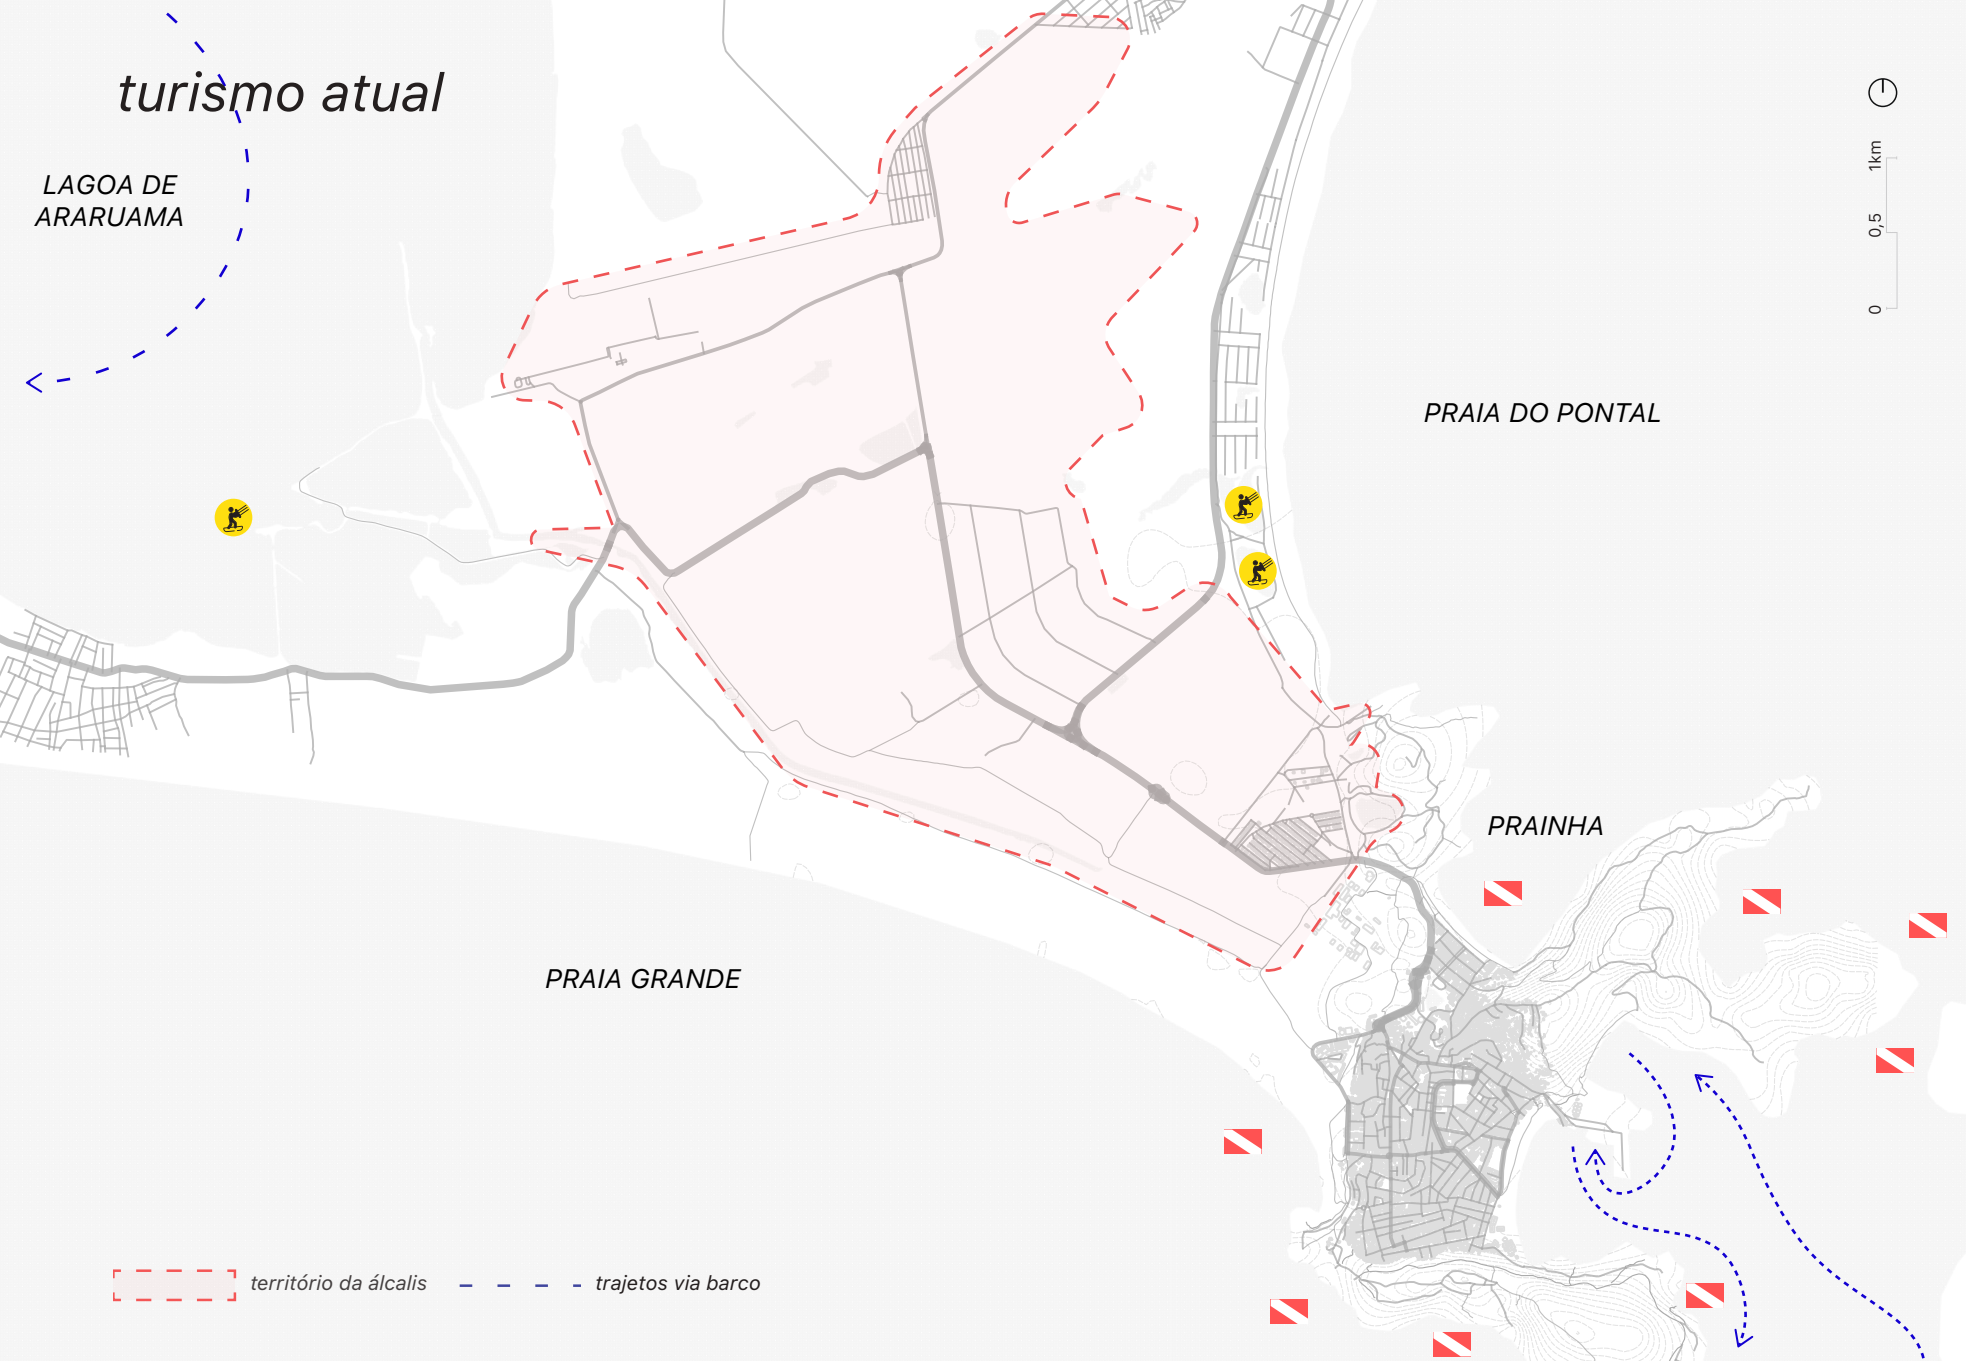 turismo atual
LAGOA DE
ARARUAMA
1km
0,5
0
PRAIA DO PONTAL
PRAINHA
PRAIA GRANDE
território da álcalis
trajetos via barco